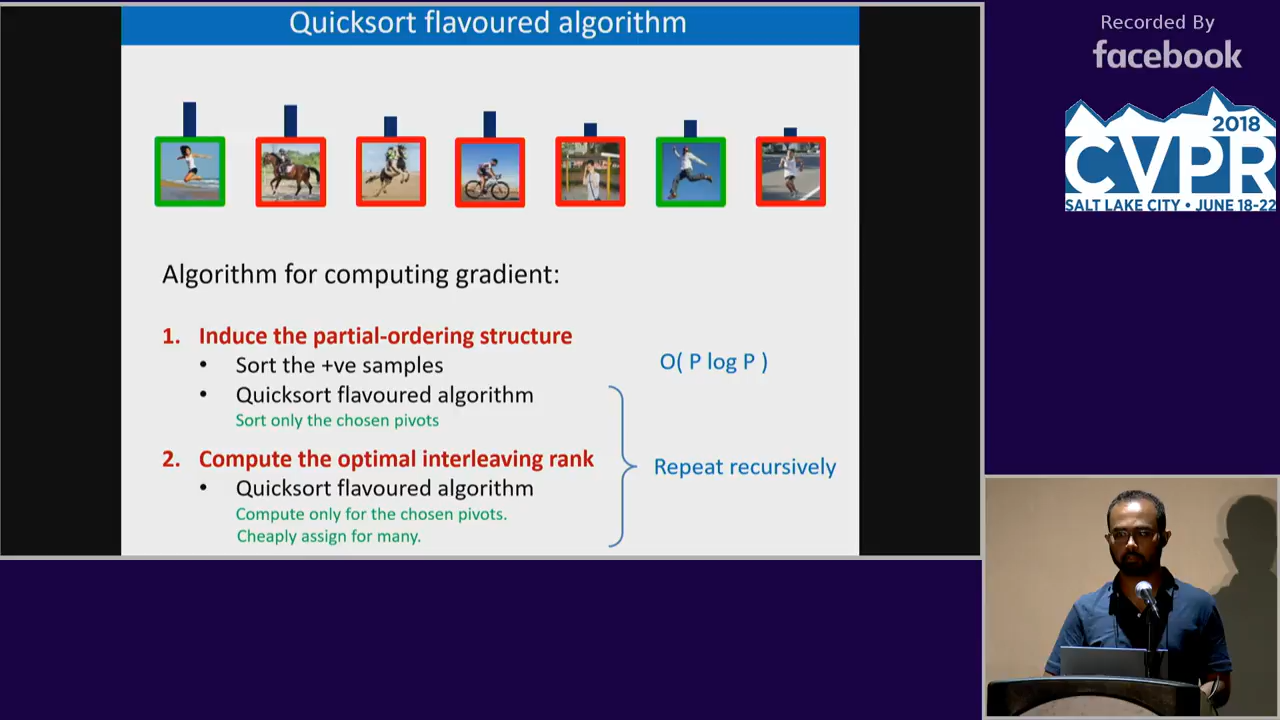 Quicksort flavoured algorithm
Algorithm for computing gradient:
1. Induce the partial-ordering structure
• Sort the +ve samples
O( P log P )
• Quicksort flavoured algorithm
Sort only the chosen pivots
2. Compute the optimal interleaving rank
Repeat recursively
• Quicksort flavoured algorithm
Compute only for the chosen pivots.
Cheaply assign for many.
Recorded By
facebook
2018
CVPR
SALT LAKE CITY • JUNE 18-22